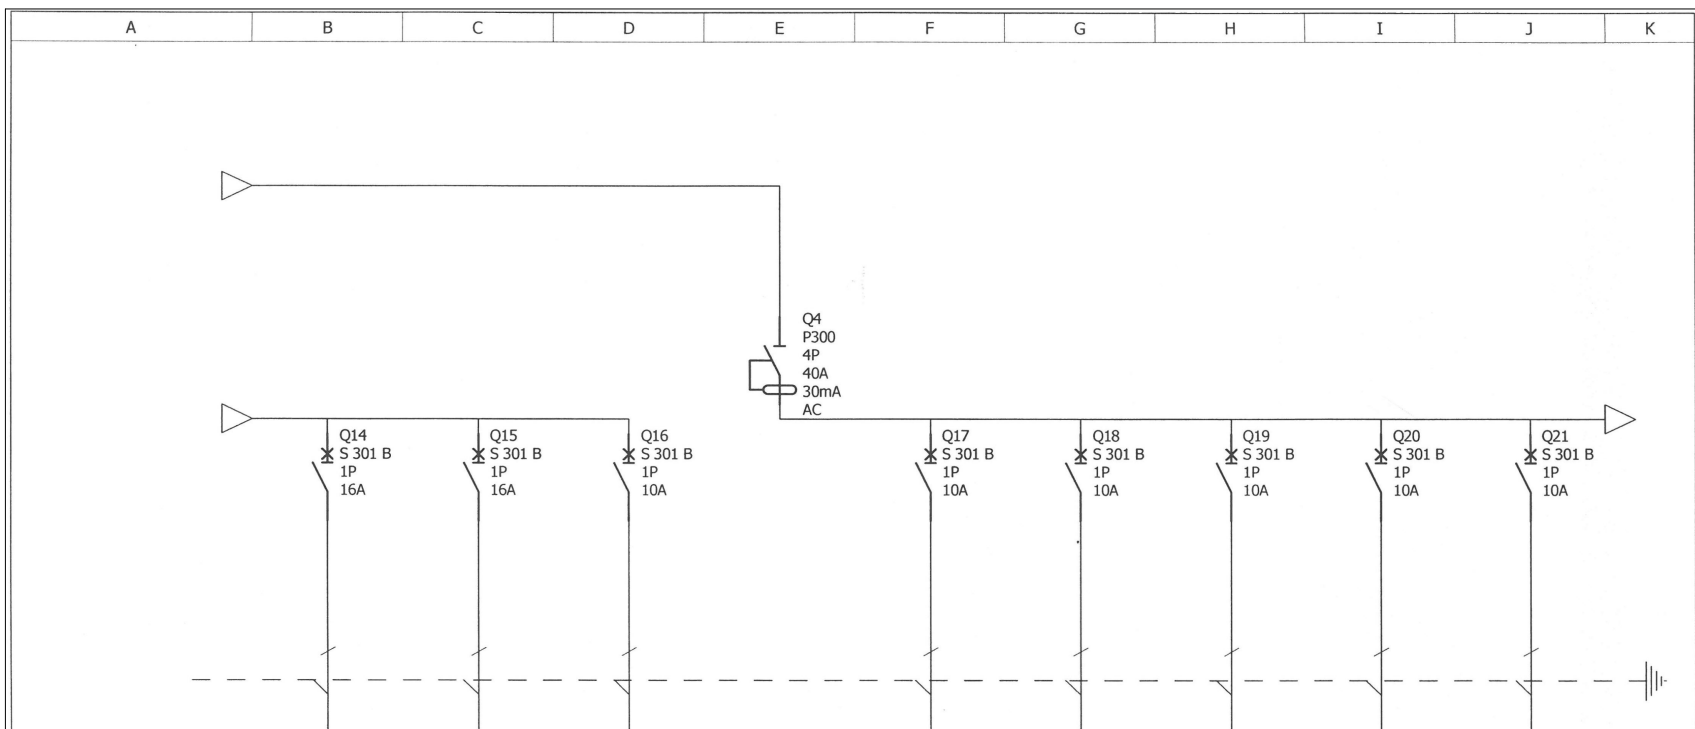 A B C D E F G H I J K
Q4
P300
4P
40A
30mA
AC
Q14
S 301 B
1P
16A
Q15
S 301 B
1P
16A
Q16
S 301 B
1P
10A
Q17
S 301 B
1P
10A
Q18
S 301 B
1P
10A
Q19
S 301 B
1P
10A
Q20
S 301 B
1P
10A
Q21
S 301 B
1P
10A